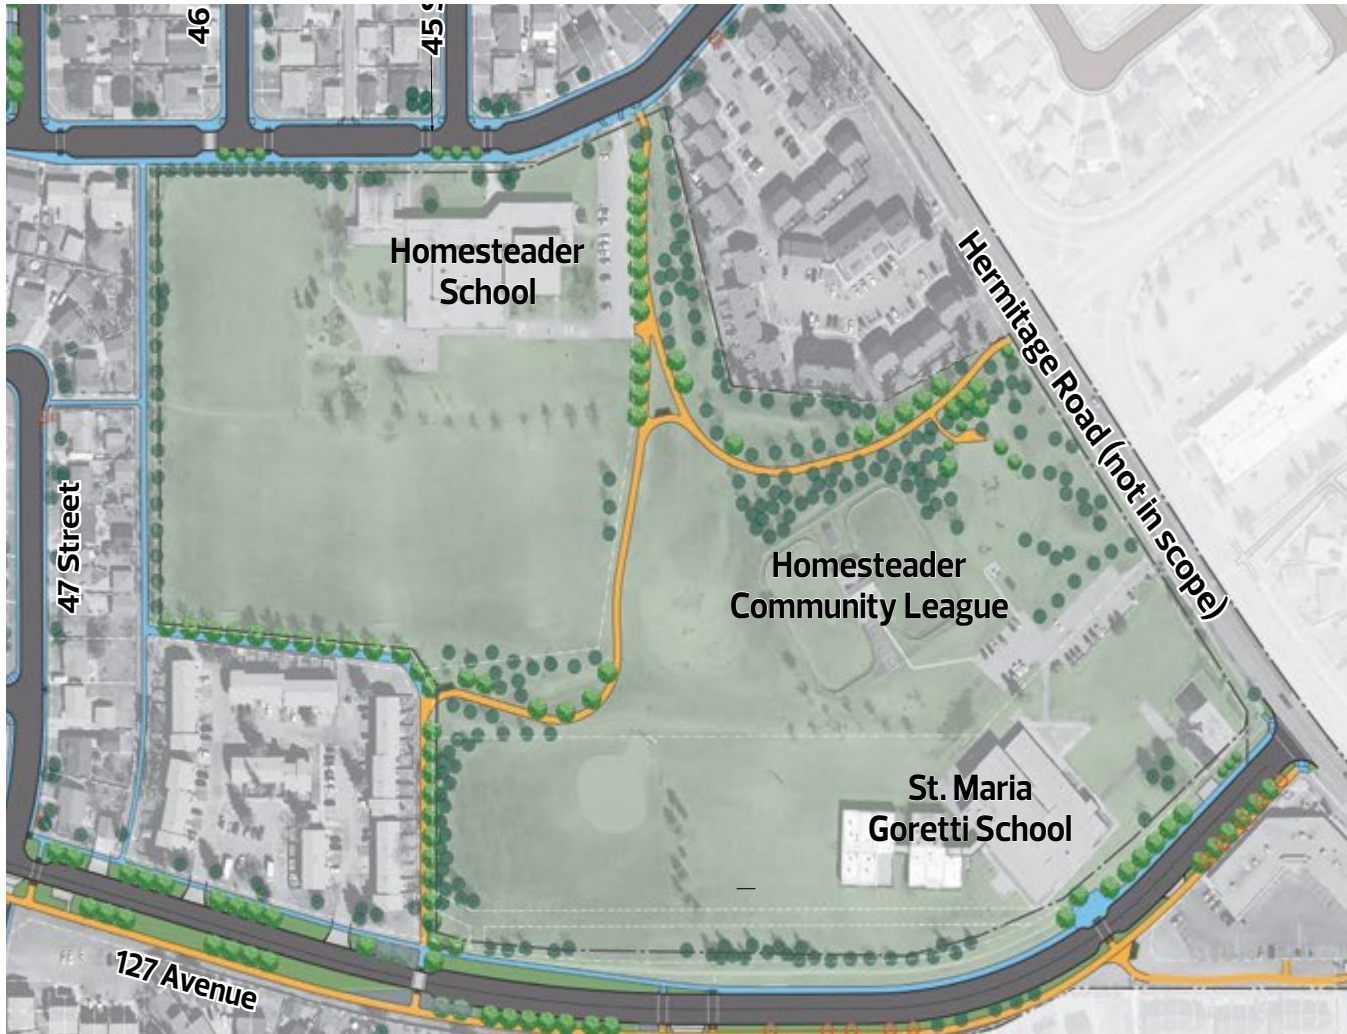 46
45 S
Homesteader
School
Hermitage Road (not in scope)
47 Street
Homesteader
Community League
St. Maria
Goretti School
127 Avenue